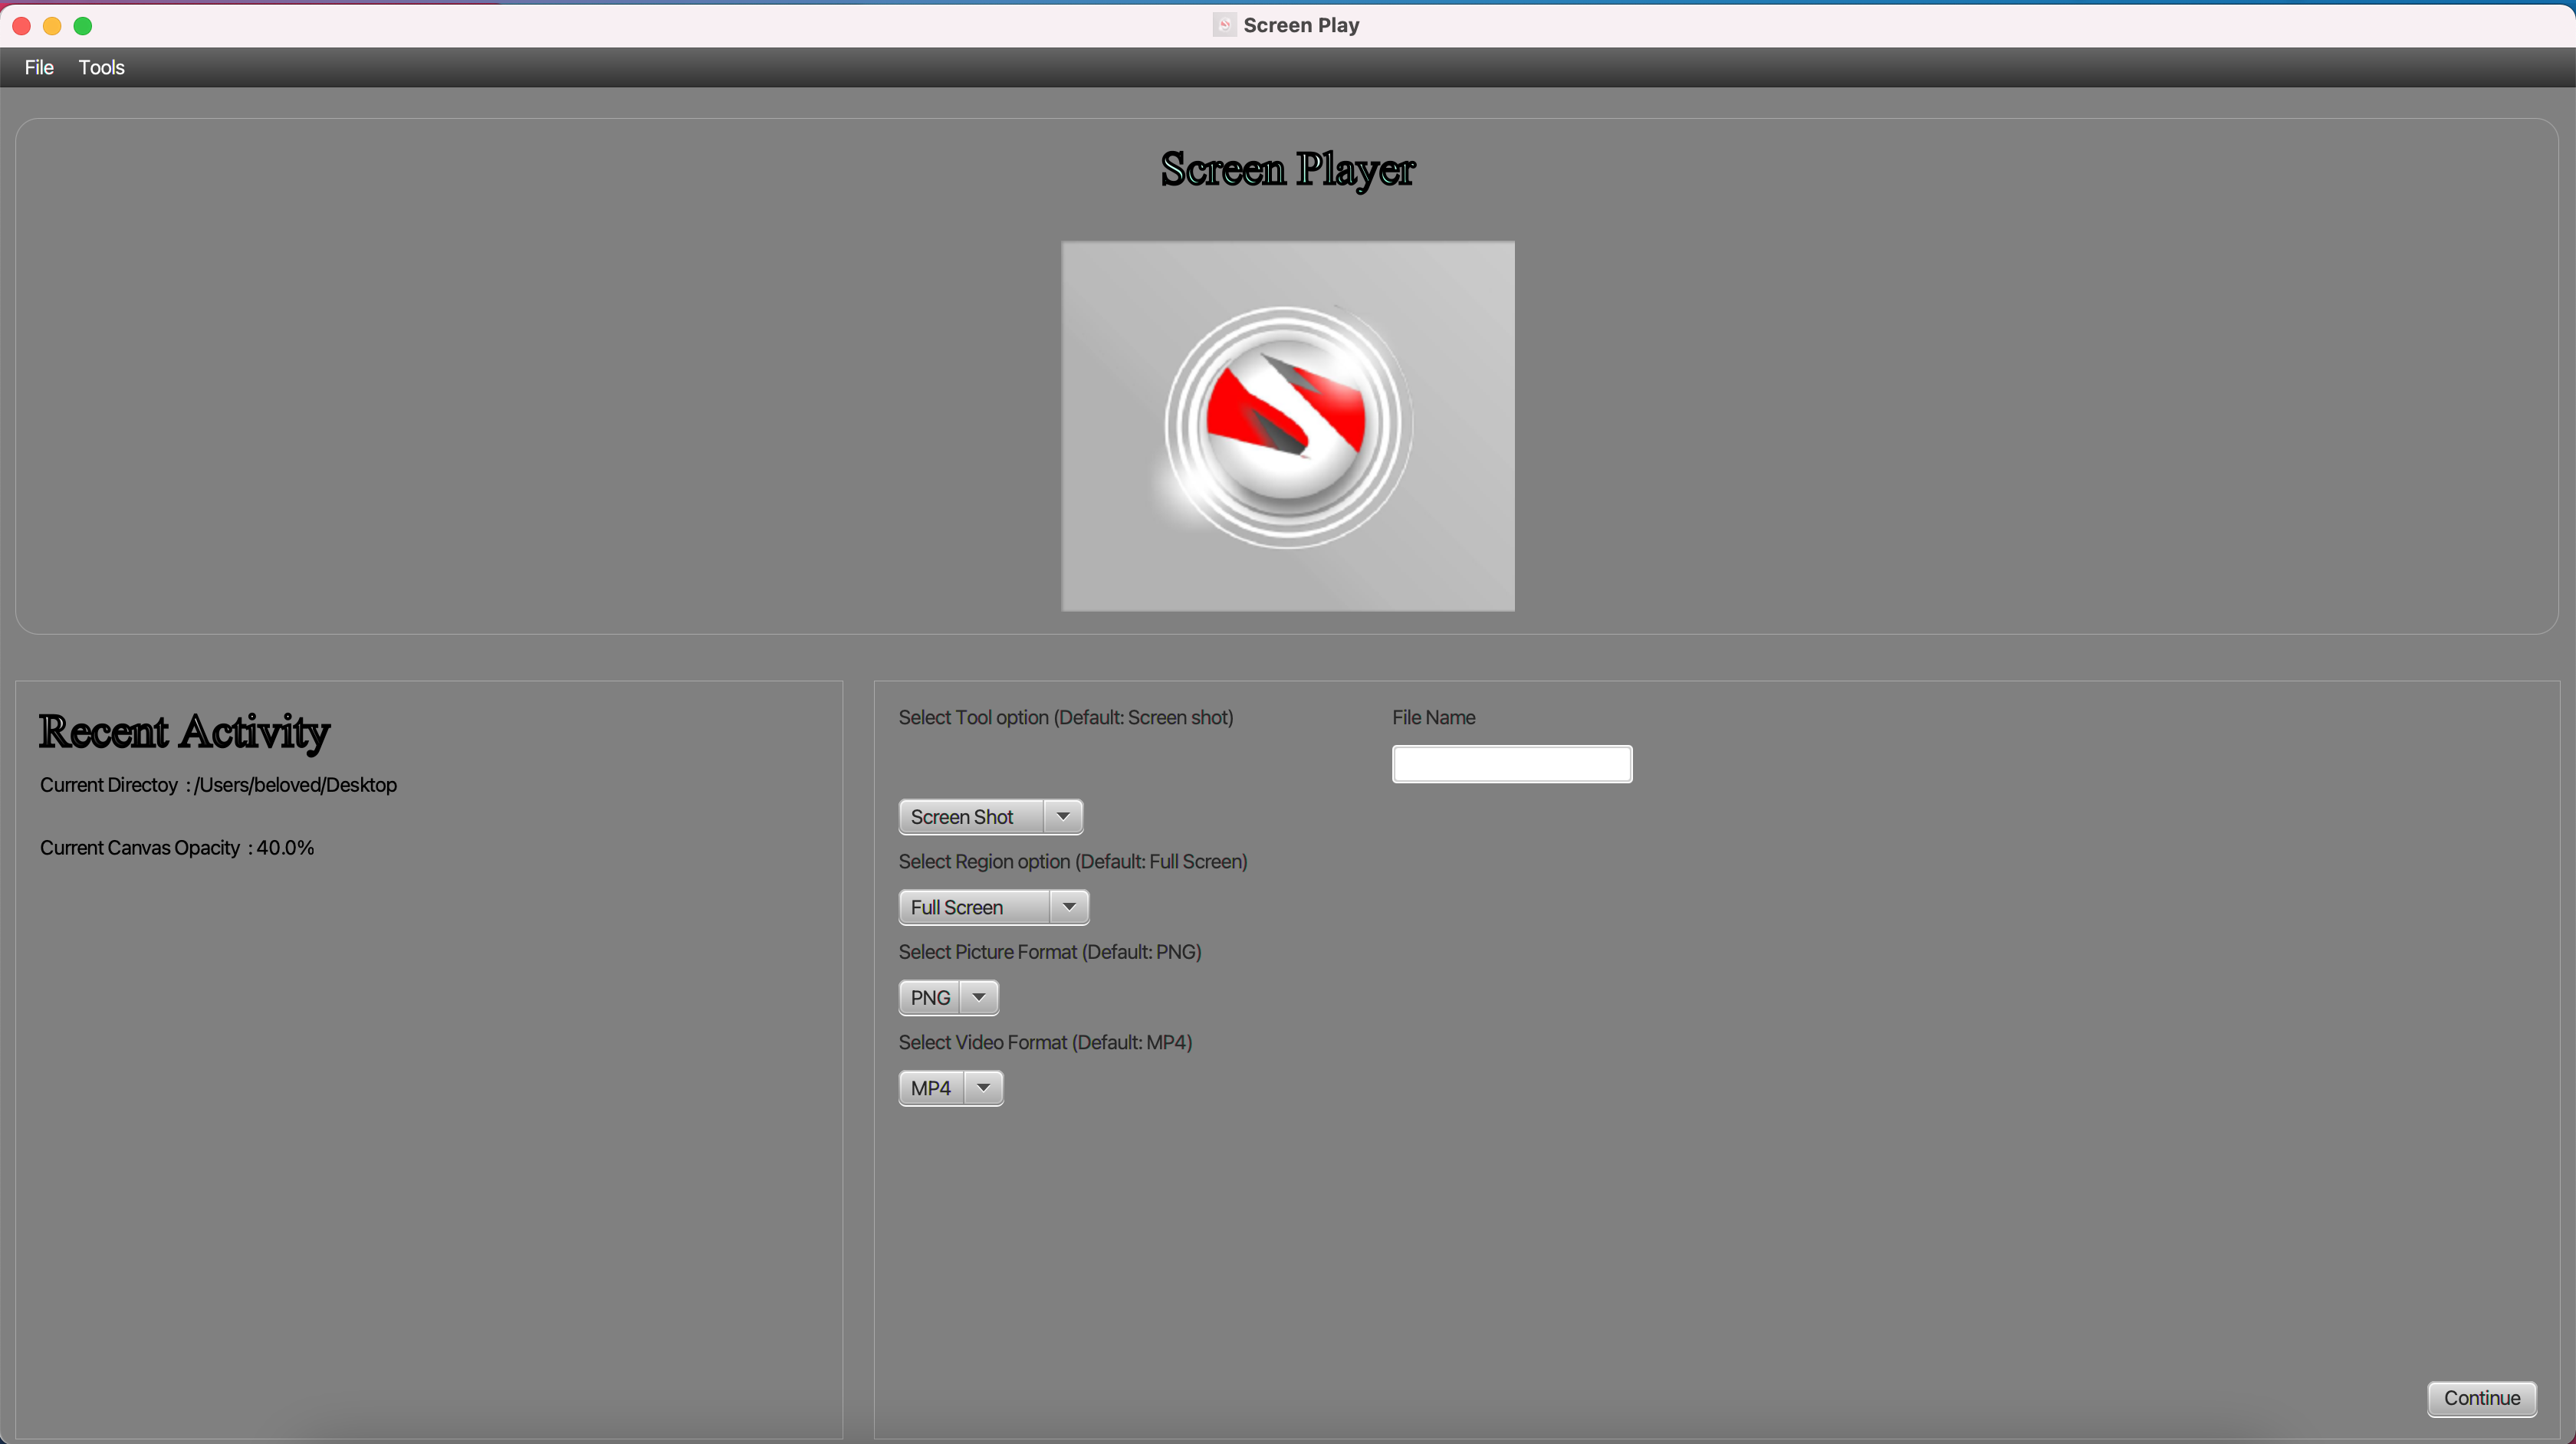 Screen Play
File Tools
Screen Player
Recent Activity
Current Directoy : /Users/beloved/Desktop
Current Canvas Opacity : 40.0%
Select Tool option (Default: Screen shot)
File Name
Screen Shot
Select Region option (Default: Full Screen)
Full Screen
Select Picture Format (Default: PNG)
PNG
Select Video Format (Default: MP4)
MP4
Continue